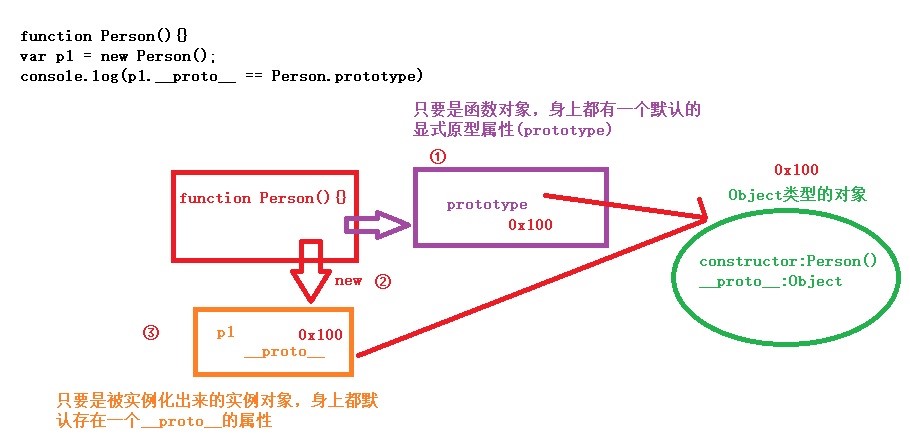 function Person(){}
var p1 = new Person();
console.log(p1.__proto__ == Person.prototype)
只要是函数对象，身上都有一个默认的
显式原型属性(prototype)
①
0x100
Object类型的对象
function Person(){}
prototype
0x100
constructor:Person()
__proto__:Object
new ②
③
p1
0x100
__proto__
只要是被实例化出来的实例对象，身上都默
认存在一个__proto__的属性